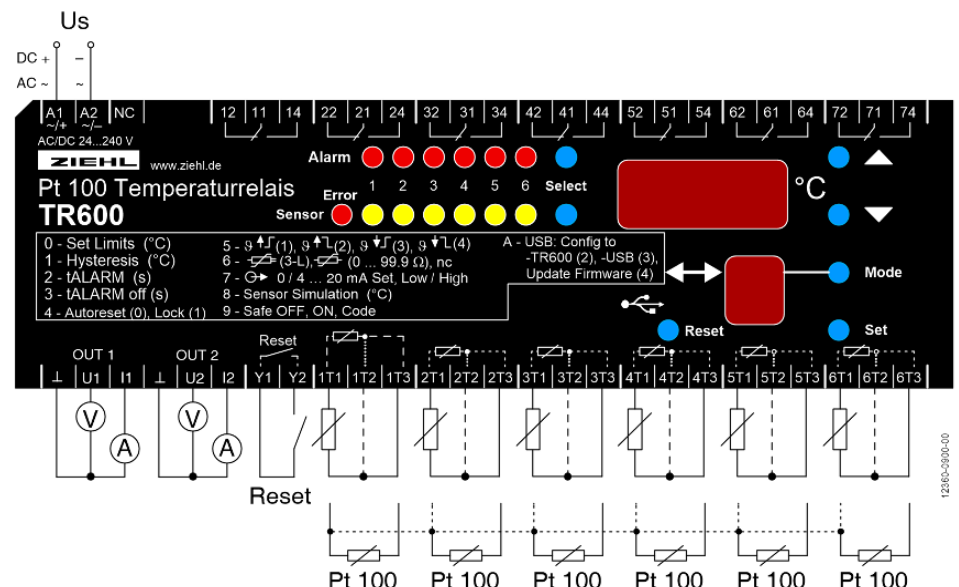 Us
DC + –
AC ~ ~
A1 A2 NC 12 11 14 22 21 24 32 31 34 42 41 44 52 51 54 62 61 64 72 71 74
~/+ ~/–
AC/DC 24...240 V
ZIEHL www.ziehl.de
Alarm
Pt 100 Temperaturrelais
TR600
Error 1 2 3 4 5 6 Select
Sensor
°C
0 - Set Limits (°C)
1 - Hysteresis (°C)
2 - tALARM (s)
3 - tALARM off (s)
4 - Autoreset (0), Lock (1)
5 - ϑ (1), ϑ (2), ϑ (3), ϑ (4)
6 - (3-L), (0 ... 99.9 Ω), nc
7 - 0 / 4 ... 20 mA Set, Low / High
8 - Sensor Simulation (°C)
9 - Safe OFF, ON, Code
A - USB: Config to
-TR600 (2), -USB (3),
Update Firmware (4)
Mode
Reset
Set
OUT 1 OUT 2 Reset
⊥ U1 I1 ⊥ U2 I2 Y1 Y2 1T1 1T2 1T3 2T1 2T2 2T3 3T1 3T2 3T3 4T1 4T2 4T3 5T1 5T2 5T3 6T1 6T2 6T3
V A V A
Reset
Pt 100 Pt 100 Pt 100 Pt 100 Pt 100 Pt 100
12360-0900-00